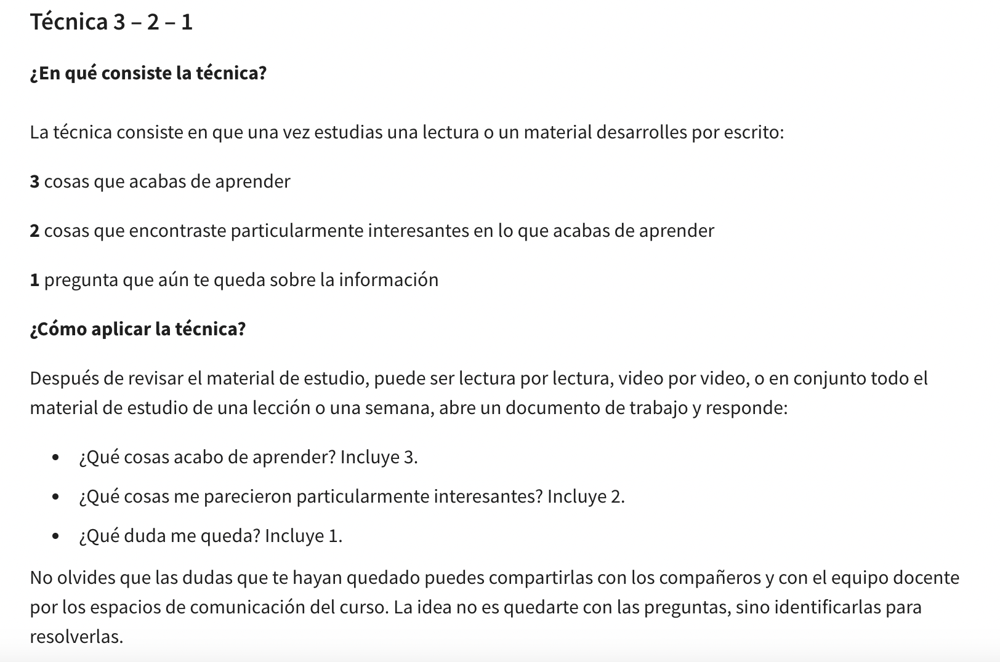 Técnica 3 – 2 – 1
¿En qué consiste la técnica?
La técnica consiste en que una vez estudias una lectura o un material desarrolles por escrito:
3 cosas que acabas de aprender
2 cosas que encontraste particularmente interesantes en lo que acabas de aprender
1 pregunta que aún te queda sobre la información
¿Cómo aplicar la técnica?
Después de revisar el material de estudio, puede ser lectura por lectura, video por video, o en conjunto todo el
material de estudio de una lección o una semana, abre un documento de trabajo y responde:
• ¿Qué cosas acabo de aprender? Incluye 3.
• ¿Qué cosas me parecieron particularmente interesantes? Incluye 2.
• ¿Qué duda me queda? Incluye 1.
No olvides que las dudas que te hayan quedado puedes compartirlas con los compañeros y con el equipo docente
por los espacios de comunicación del curso. La idea no es quedarte con las preguntas, sino identificarlas para
resolverlas.